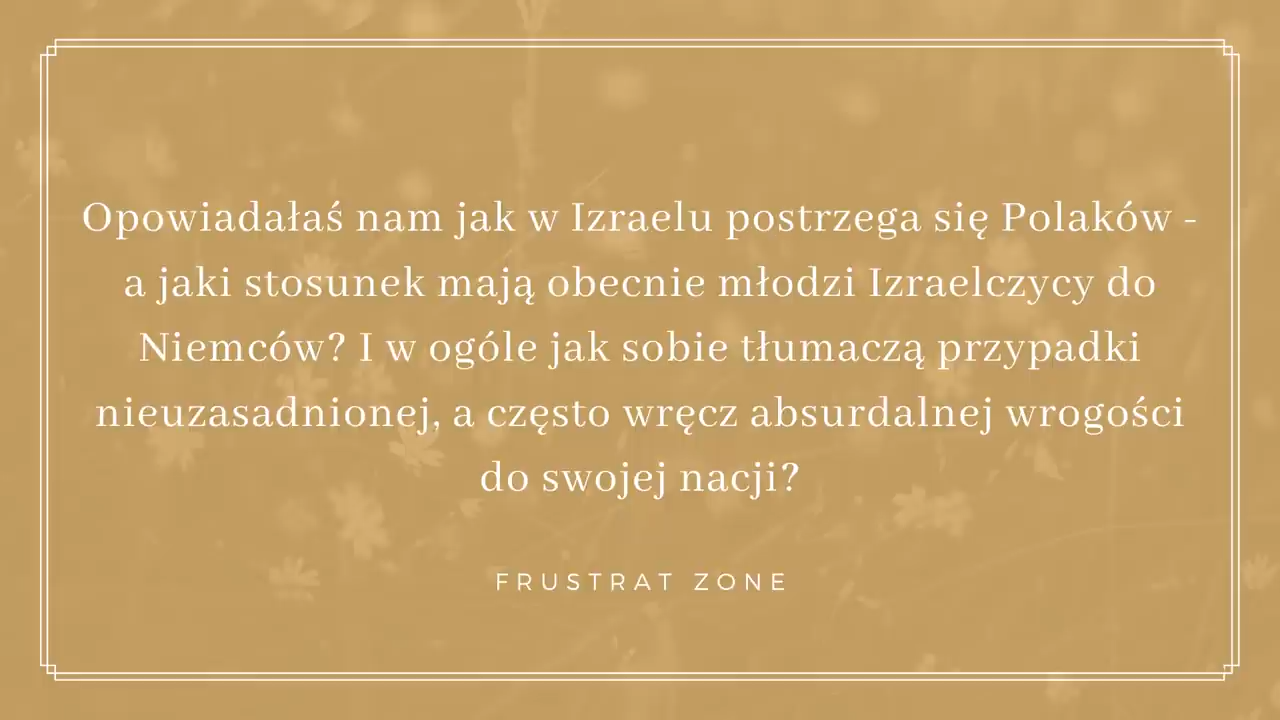 Opowiadałaś nam jak w Izraelu postrzega się Polaków -
a jaki stosunek mają obecnie młodzi Izraelczycy do
Niemców? I w ogóle jak sobie tłumaczą przypadki
nieuzasadnionej, a często wręcz absurdalnej wrogości
do swojej nacji?
FRUSTRAT ZONE